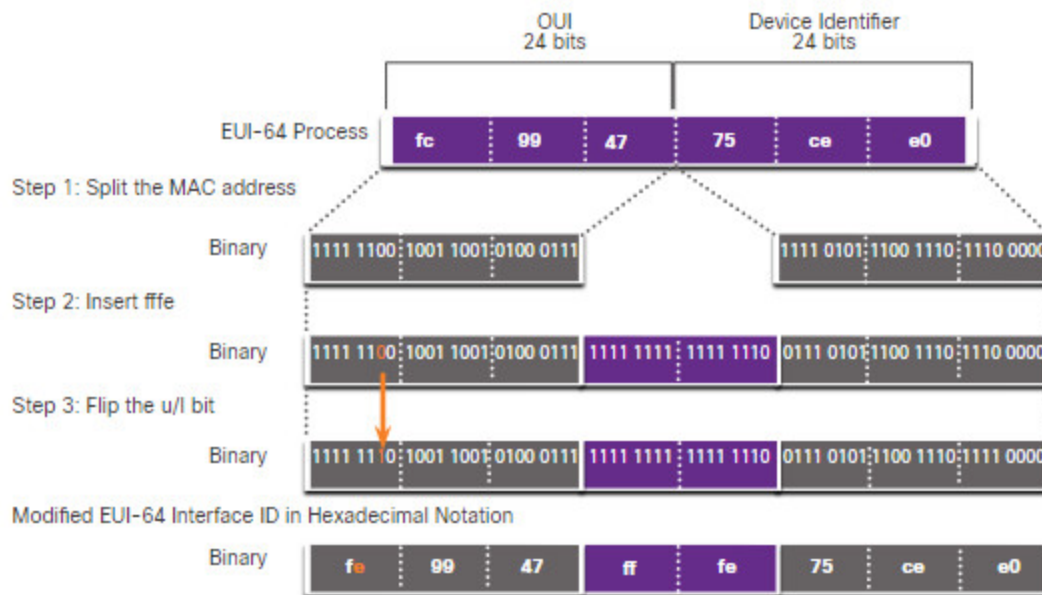 OUI Device Identifier
24 bits 24 bits
EUI-64 Process fc 99 47 75 ce e0
Step 1: Split the MAC address
Binary 1111 1100 1001 1001 0100 0111 1111 0101 1100 1110 1110 0000
Step 2: Insert fffe
Binary 1111 1100 1001 1001 0100 0111 1111 1111 1111 1110 0111 0101 1100 1110 1110 0000
Step 3: Flip the u/l bit
Binary 1111 1110 1001 1001 0100 0111 1111 1111 1111 1110 0111 0101 1100 1110 1111 0000
Modified EUI-64 Interface ID in Hexadecimal Notation
Binary fe 99 47 ff fe 75 ce e0